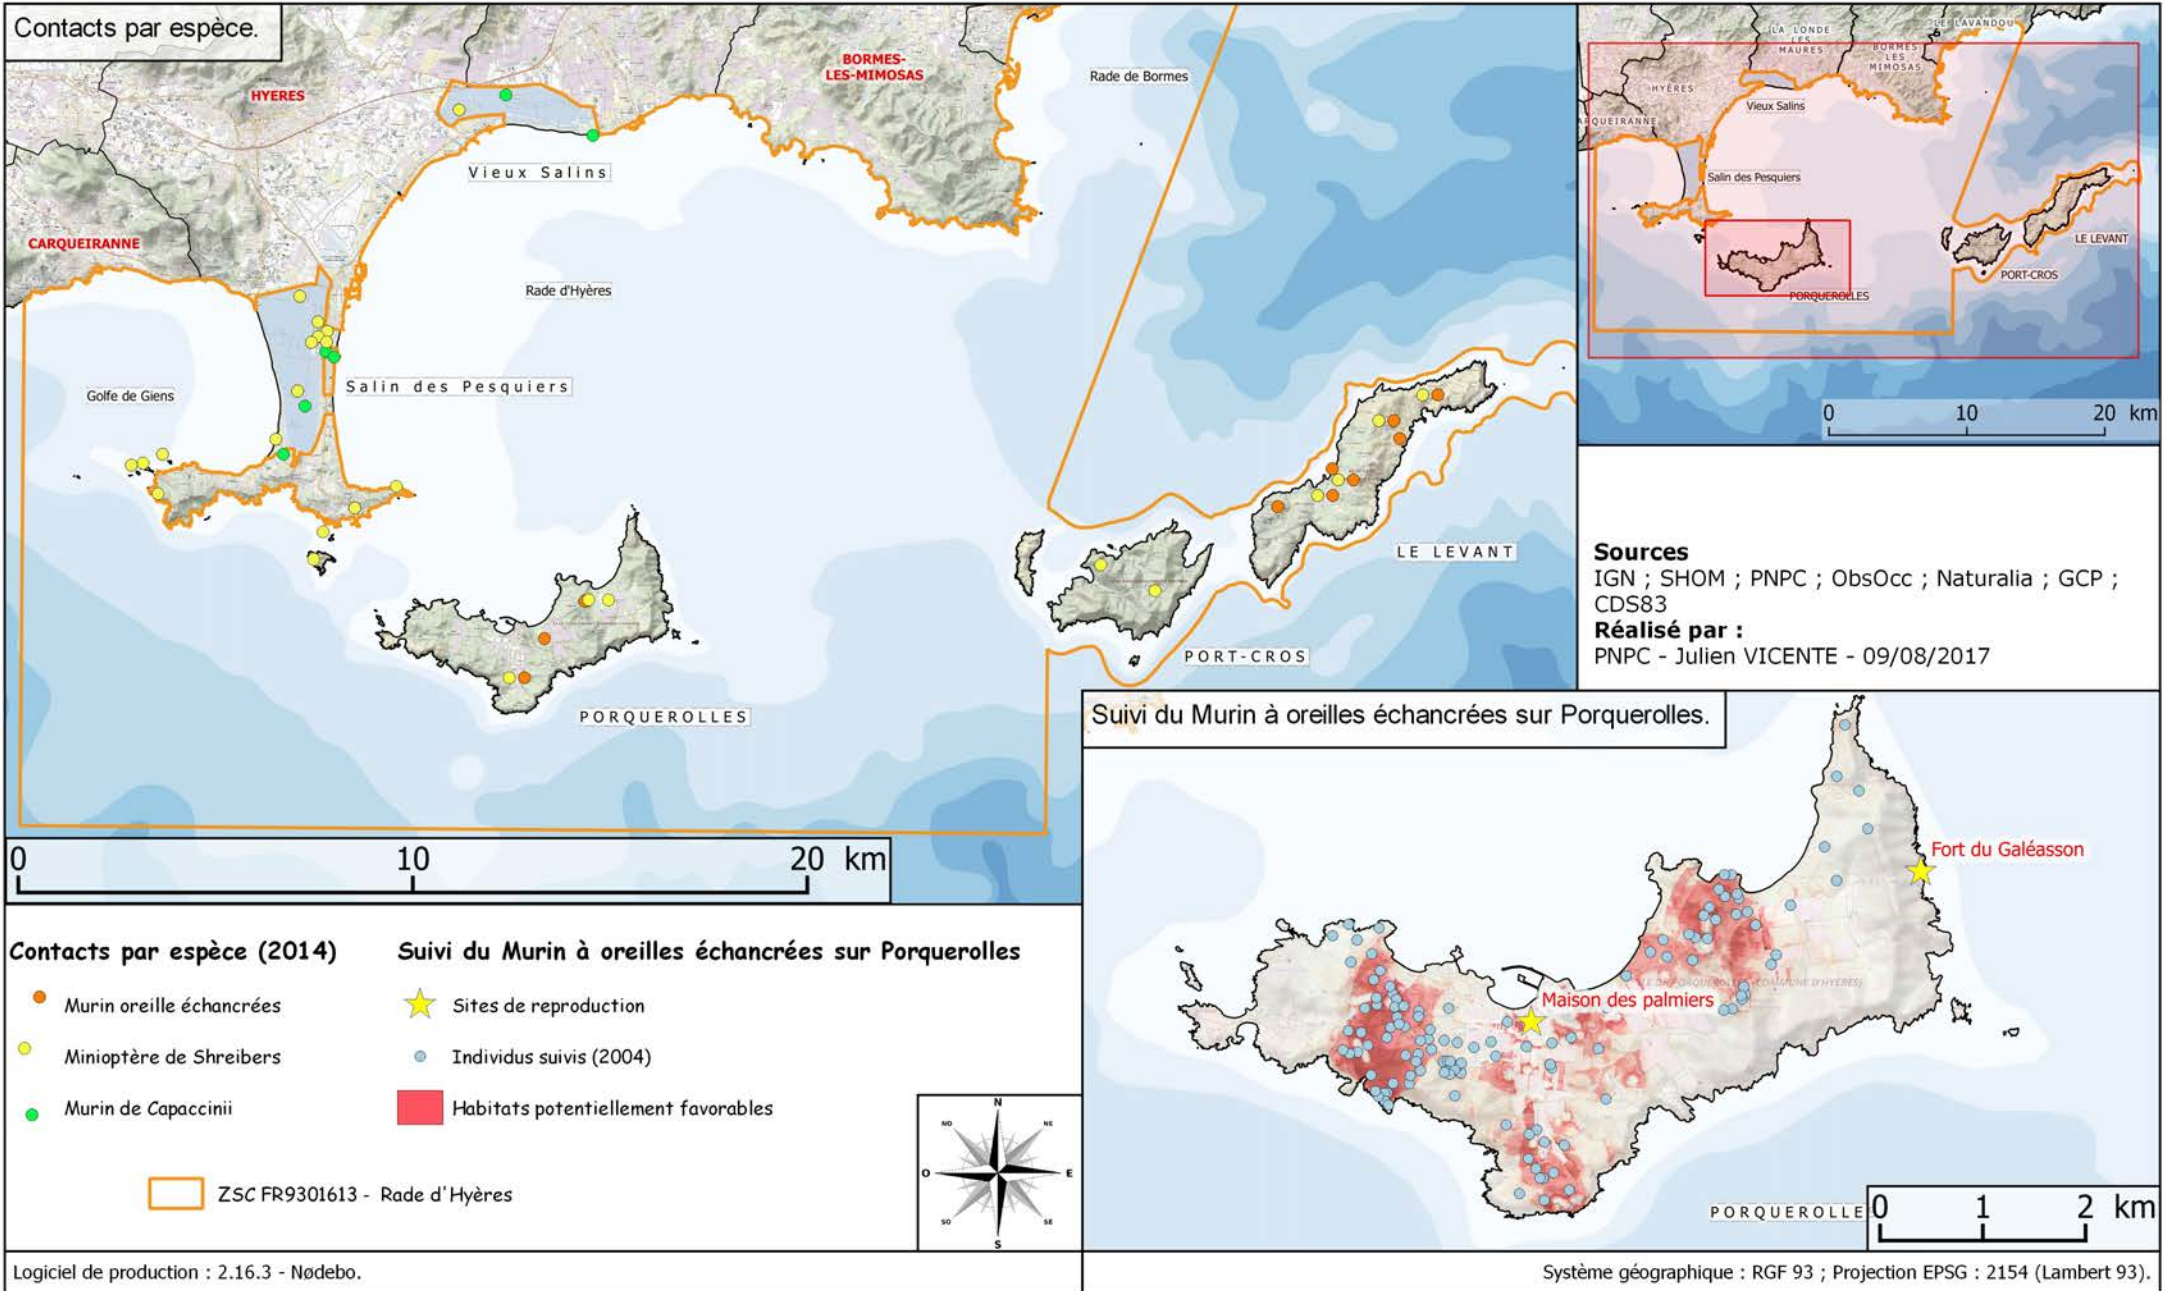 Contacts par espèce.
HYERES
BORMES-
LES-MIMOSAS
Rade de Bormes
CARQUEIRANNE
Vieux Salins
Rade d'Hyères
Golfe de Giens
Salin des Pesquiers
LE LEVANT
PORT-CROS
PORQUEROLLES
0 10 20 km
LE LAVANDOU
LA LONDE
LES
MAURES
BORMES
LES
MIMOSAS
HYÈRES
Vieux Salins
ARQUEIRANNE
Salin des Pesquiers
LE LEVANT
PORT-CROS
PORQUEROLLES
0 10 20 km
Sources
IGN ; SHOM ; PNPC ; ObsOcc ; Naturalia ; GCP ;
CDS83
Réalisé par :
PNPC - Julien VICENTE - 09/08/2017
Suivi du Murin à oreilles échancrées sur Porquerolles.
Fort du Galéasson
Maison des palmiers
PORQUEROLLE
0 1 2 km
Contacts par espèce (2014)
Murin oreille échancrées
Minioptère de Shreibers
Murin de Capaccinii
Suivi du Murin à oreilles échancrées sur Porquerolles
Sites de reproduction
Individus suivis (2004)
Habitats potentiellement favorables
ZSC FR9301613 - Rade d'Hyères
N
NO NE
O E
SO SE
S
Logiciel de production : 2.16.3 - Nødebo.
Système géographique : RGF 93 ; Projection EPSG : 2154 (Lambert 93).